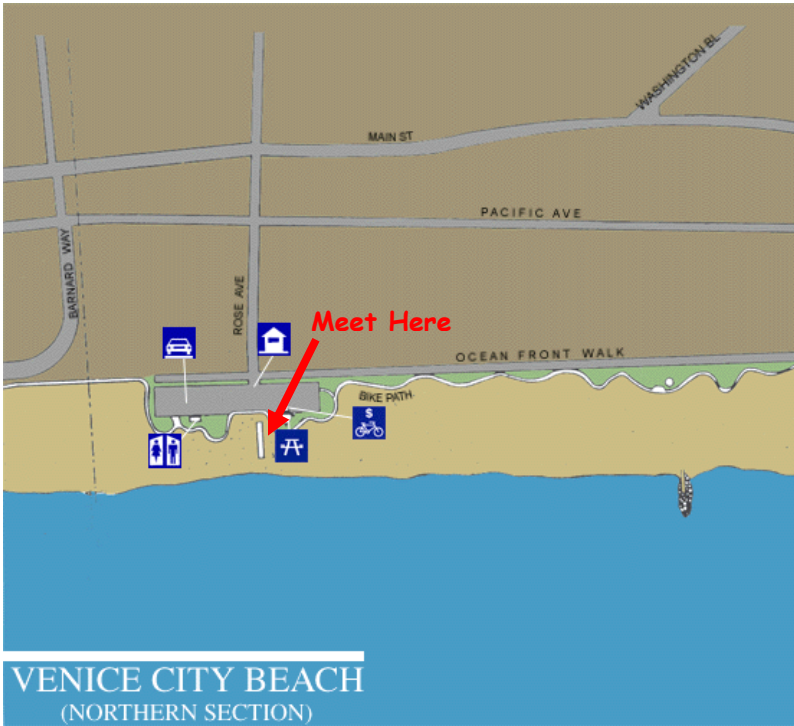 WASHINGTON BL
MAIN ST
PACIFIC AVE
BARNARD WAY
ROSE AVE
Meet Here
OCEAN FRONT WALK
BIKE PATH
$
VENICE CITY BEACH
(NORTHERN SECTION)